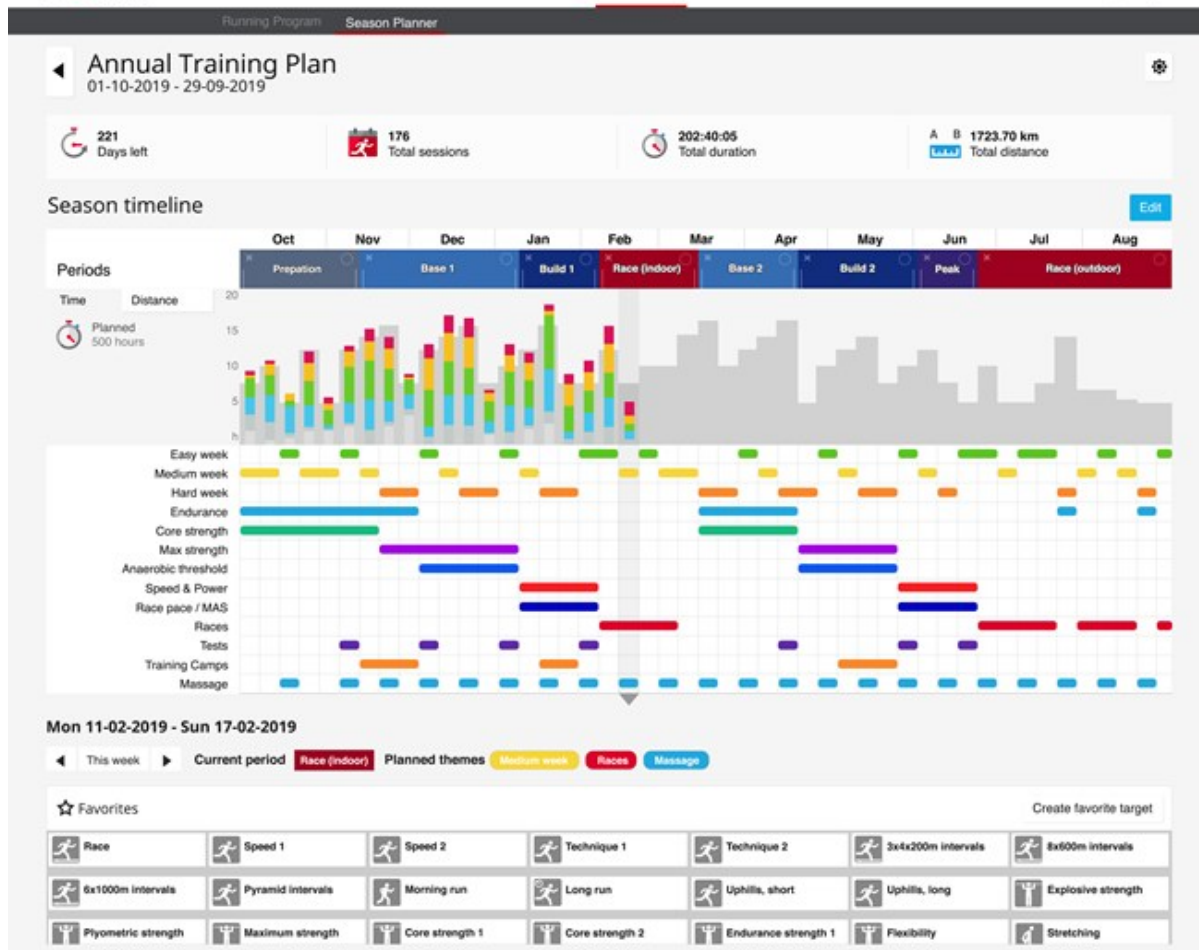 Running Program Season Planner
Annual Training Plan
01-10-2019 - 29-09-2019
221
Days left
176
Total sessions
202:40:05
Total duration
A B 1723.70 km
Total distance
Season timeline
Edit
Oct Nov Dec Jan Feb Mar Apr May Jun Jul Aug
Periods
Prepation Base 1 Build 1 Race (indoor) Base 2 Build 2 Peak Race (outdoor)
Time Distance
Planned
500 hours
20
15
10
5
h
Easy week
Medium week
Hard week
Endurance
Core strength
Max strength
Anaerobic threshold
Speed & Power
Race pace / MAS
Races
Tests
Training Camps
Massage
Mon 11-02-2019 - Sun 17-02-2019
This week Current period Race (indoor) Planned themes Medium week Races Massage
Favorites Create favorite target
Race Speed 1 Speed 2 Technique 1 Technique 2 3x4x200m intervals 8x600m intervals
6x1000m intervals Pyramid intervals Morning run Long run Uphills, short Uphills, long Explosive strength
Plyometric strength Maximum strength Core strength 1 Core strength 2 Endurance strength 1 Flexibility Stretching